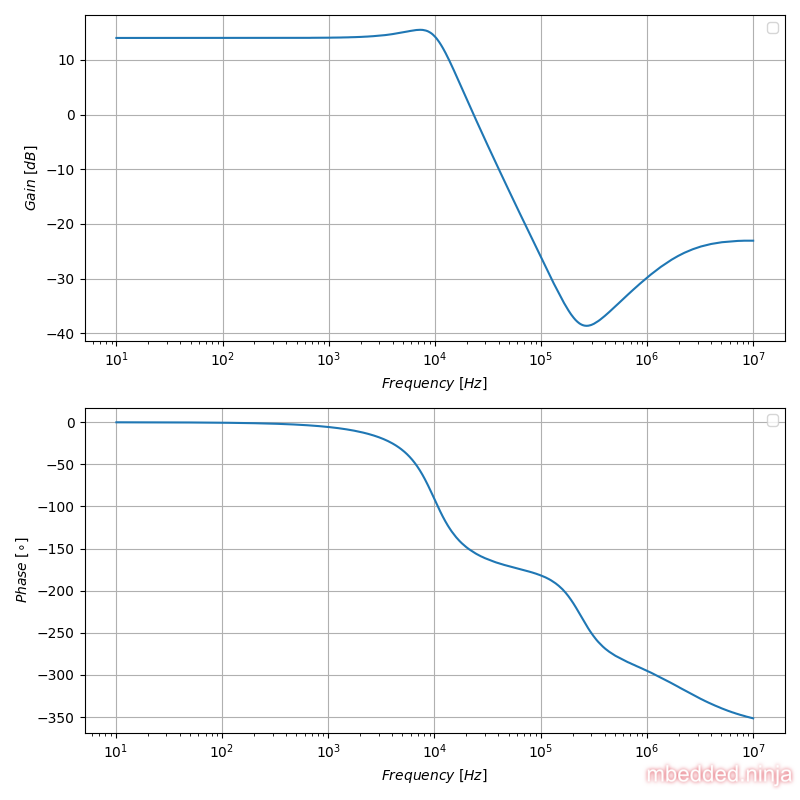 10
0
−10
−20
−30
−40
Gain [dB]
10¹ 10² 10³ 10⁴ 10⁵ 10⁶ 10⁷
Frequency [Hz]
0
−50
−100
−150
−200
−250
−300
−350
Phase [∘]
10¹ 10² 10³ 10⁴ 10⁵ 10⁶ 10⁷
Frequency [Hz]
mbedded.ninja